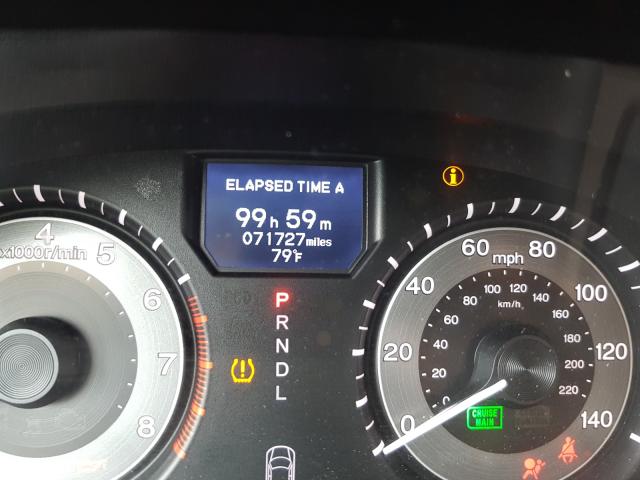 ELAPSED TIME A
99h 59m
071727miles
79°F
P
R
N
D
L
4
x1000r/min
5
6
7
8
mph
0
20
40
60
80
100
120
140
km/h
0
20
40
60
80
100
120
140
160
180
200
220
CRUISE
MAIN